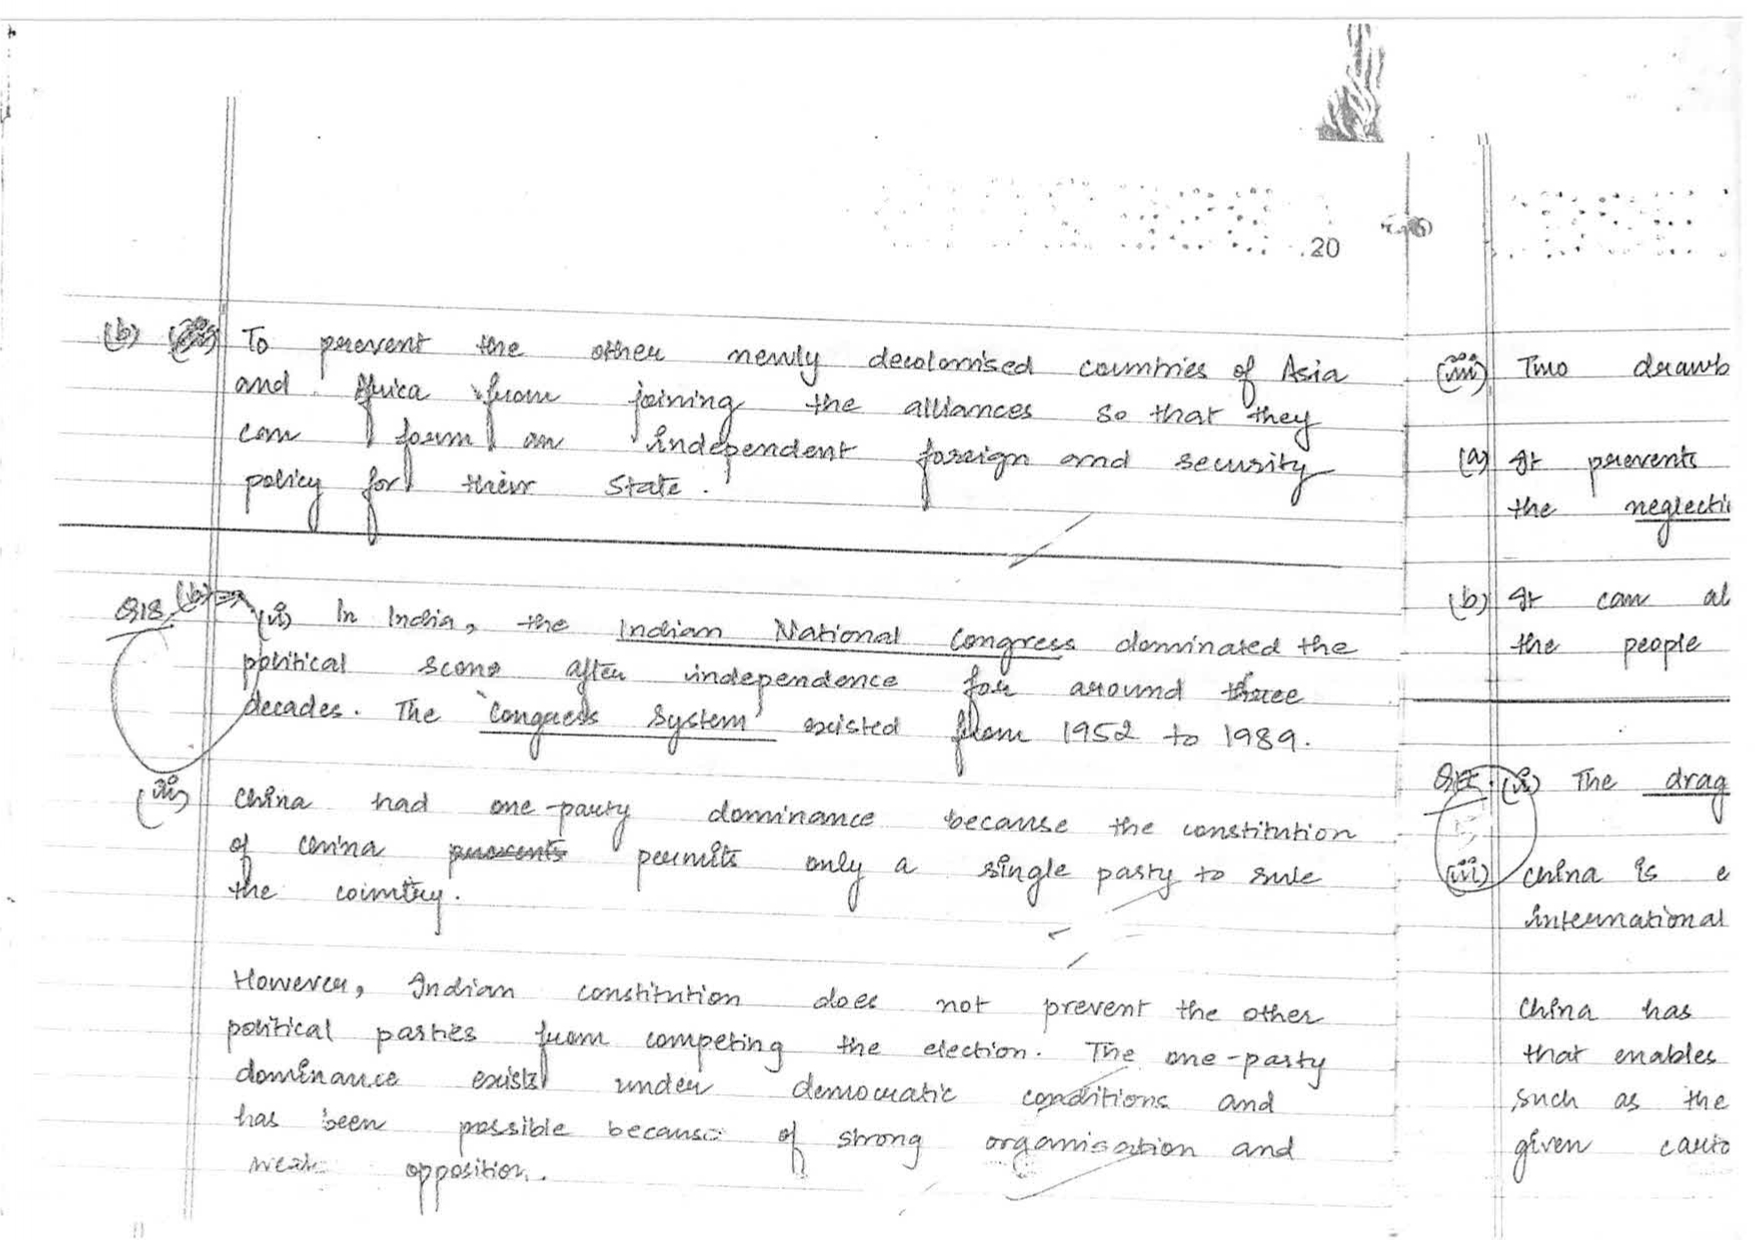 20
(b) To prevent the other newly decolonised countries of Asia
and Africa from joining the alliances so that they
can form an independent foreign and security
policy for their state.
Q18. (b) → (i) In India, the Indian National Congress dominated the
political scene after independence for around three
decades. The 'Congress System' existed from 1952 to 1989.
(ii) China had one-party dominance because the constitution
of China prevents permits only a single party to rule
the country.
However, Indian constitution does not prevent the other
political parties from competing the election. The one-party
dominance exists under democratic conditions and
has been possible because of strong organisation and
weak opposition.
(iii) Two drawb
(a) It prevents
the neglecti
(b) It can al
the people
(i) The drag
(ii) China is e
international
China has
that enables
such as the
given cauto